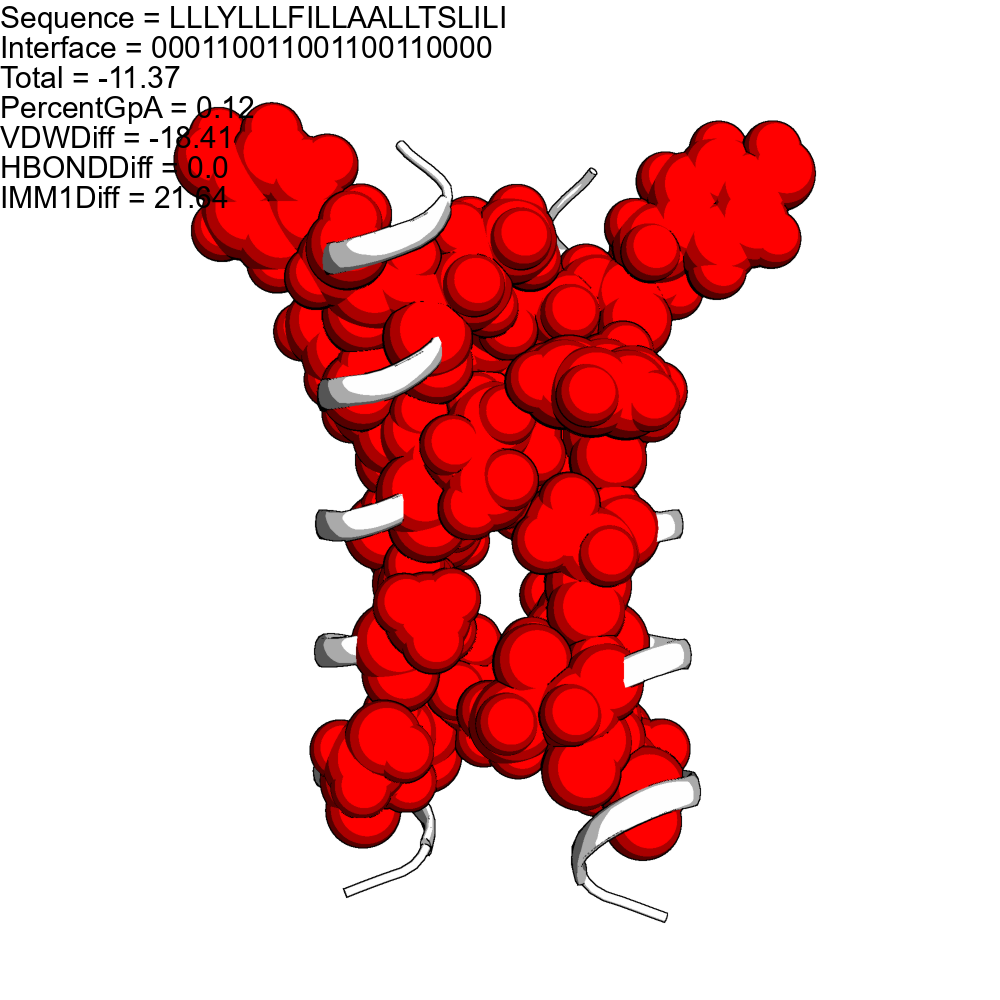 Sequence = LLLYLLLFILLAALLTSLILI
Interface = 000110011001100110000
Total = -11.37
PercentGpA = 0.12
VDWDiff = -18.41
HBONDDiff = 0.0
IMM1Diff = 21.64